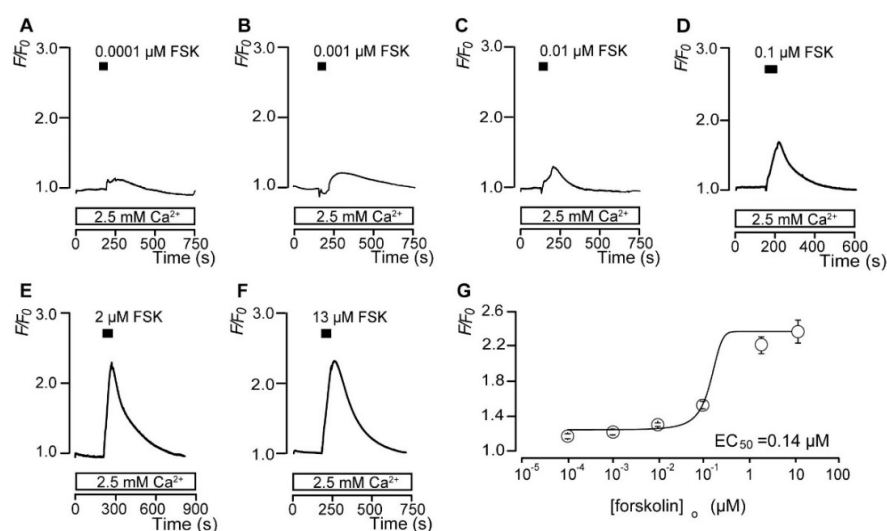 A
F/F₀
0.0001 µM FSK
3.0
2.0
1.0
2.5 mM Ca²⁺
0 250 500 750
Time (s)
B
F/F₀
0.001 µM FSK
3.0
2.0
1.0
2.5 mM Ca²⁺
0 250 500 750
Time (s)
C
F/F₀
0.01 µM FSK
3.0
2.0
1.0
2.5 mM Ca²⁺
0 250 500 750
Time (s)
D
F/F₀
0.1 µM FSK
3.0
2.0
1.0
2.5 mM Ca²⁺
0 200 400 600
Time (s)
E
F/F₀
2 µM FSK
3.0
2.0
1.0
2.5 mM Ca²⁺
0 300 600 900
Time (s)
F
F/F₀
13 µM FSK
3.0
2.0
1.0
2.5 mM Ca²⁺
0 250 500 750
Time (s)
G
F/F₀
2.6
2.2
1.8
1.4
1.0
EC₅₀ =0.14 µM
10⁻⁵ 10⁻⁴ 10⁻³ 10⁻² 10⁻¹ 10⁰ 10 100
[forskolin]ₒ (µM)